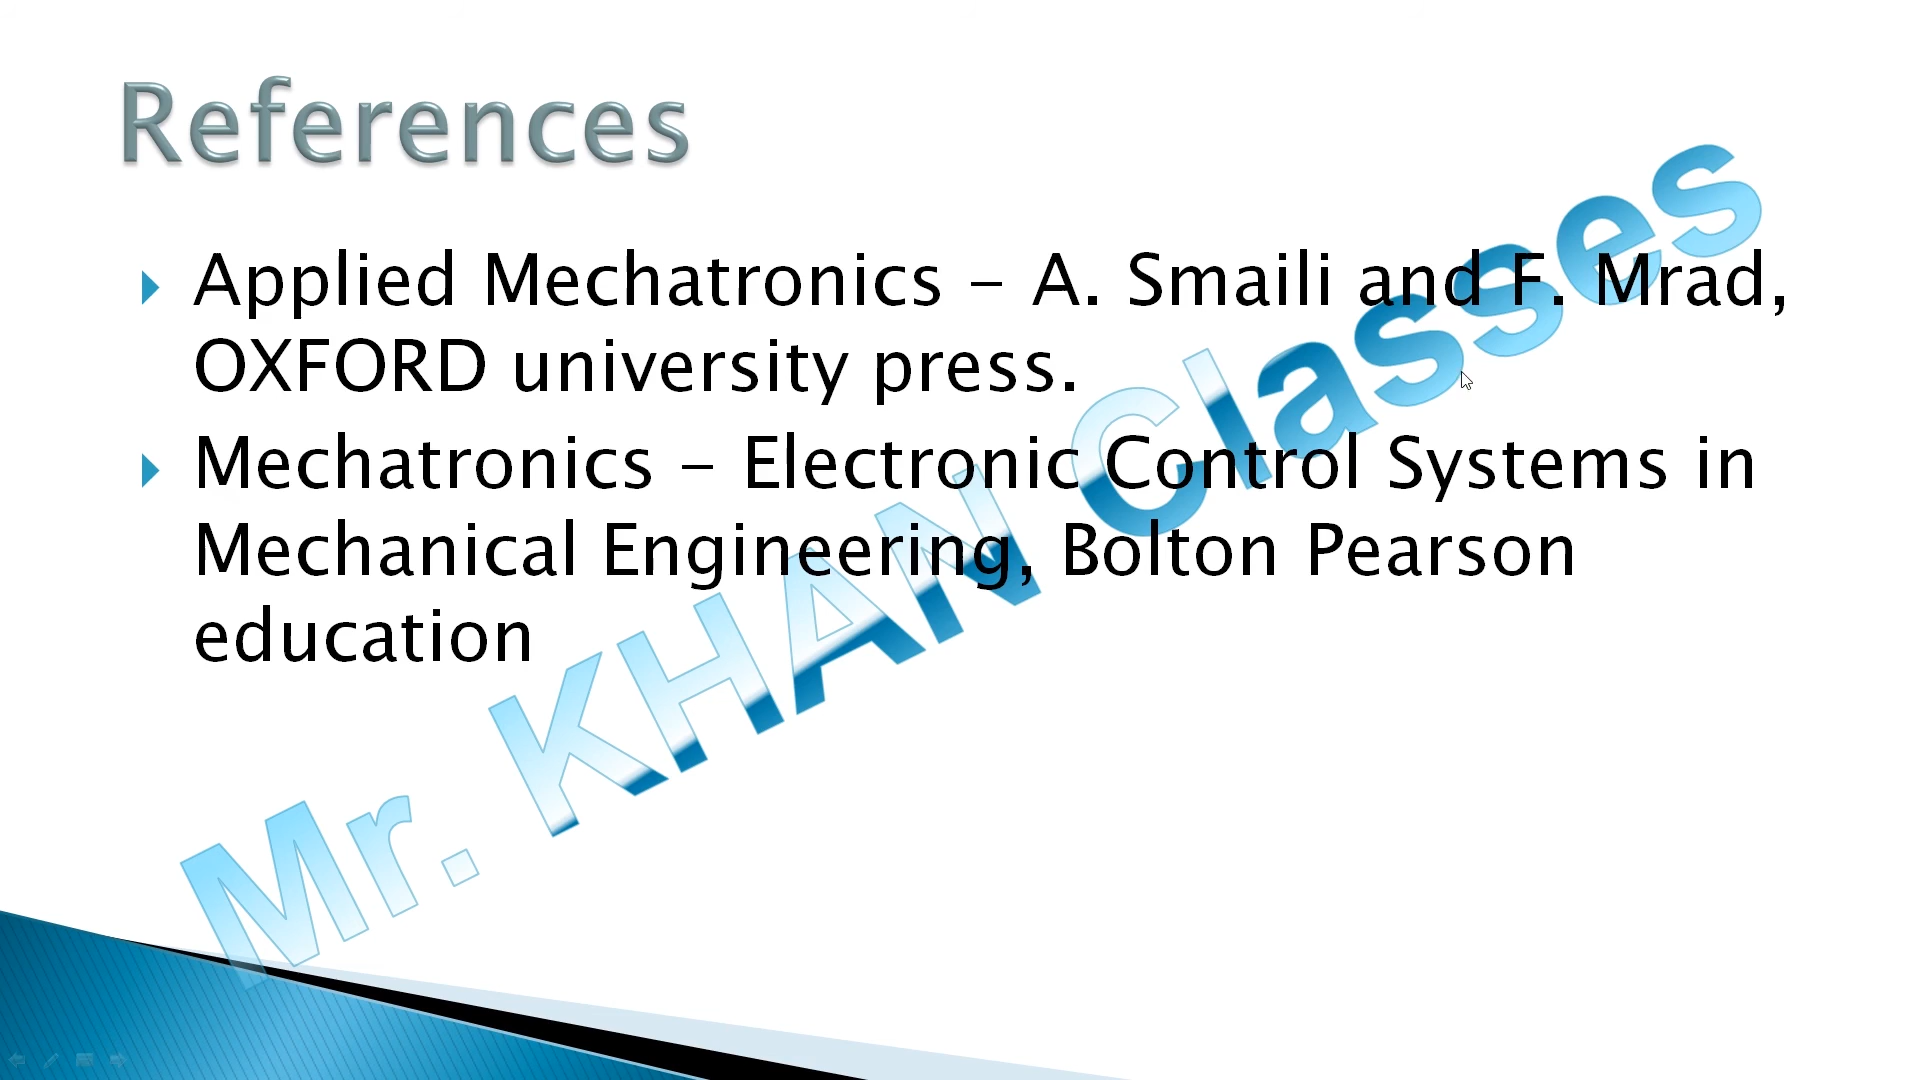 References
Applied Mechatronics - A. Smaili and F. Mrad,
OXFORD university press.
Mechatronics - Electronic Control Systems in
Mechanical Engineering, Bolton Pearson
education
Mr. KHAN Classes